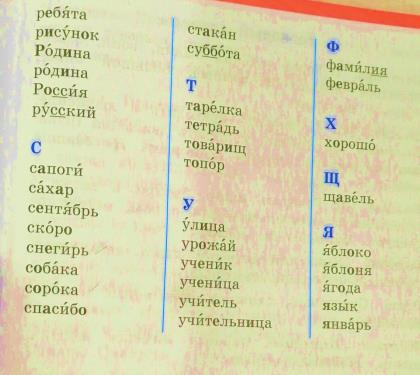 ребя́та
рису́нок
Ро́дина
ро́дина
Росси́я
ру́сский
С
сапоги́
са́хар
сентя́брь
ско́ро
снеги́рь
соба́ка
соро́ка
спаси́бо
стака́н
суббо́та
Т
таре́лка
тетра́дь
това́рищ
топо́р
У
у́лица
урожа́й
учени́к
учени́ца
учи́тель
учи́тельница
Ф
фами́лия
февра́ль
Х
хорошо́
Щ
щаве́ль
Я
я́блоко
я́блоня
я́года
язы́к
янва́рь